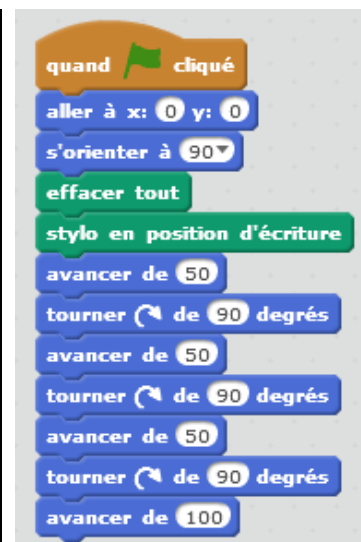 quand cliqué
aller à x: 0 y: 0
s'orienter à 90
effacer tout
stylo en position d'écriture
avancer de 50
tourner de 90 degrés
avancer de 50
tourner de 90 degrés
avancer de 50
tourner de 90 degrés
avancer de 100